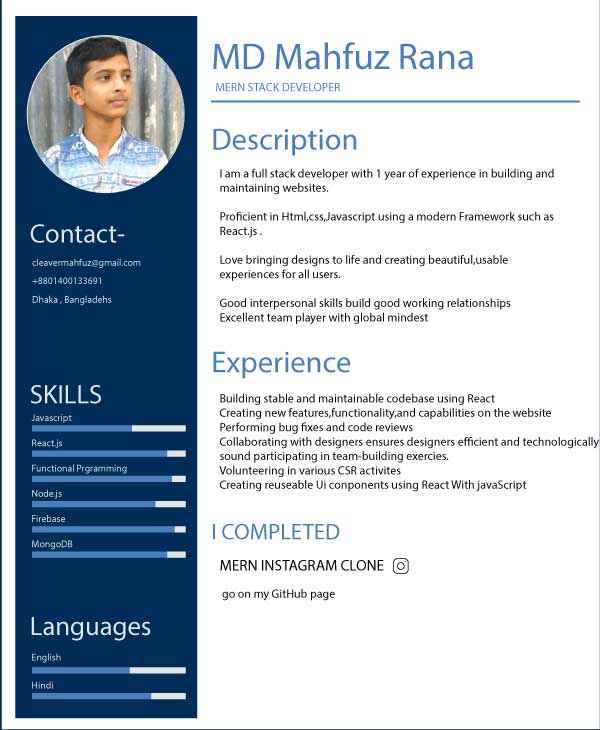 MD Mahfuz Rana
MERN STACK DEVELOPER
Contact-
cleavermahfuz@gmail.com
+8801400133691
Dhaka , Bangladehs
SKILLS
Javascript
React.js
Functional Prgramming
Node.js
Firebase
MongoDB
Languages
English
Hindi
Description
I am a full stack developer with 1 year of experience in building and
maintaining websites.
Proficient in Html,css,Javascript using a modern Framework such as
React.js .
Love bringing designs to life and creating beautiful,usable
experiences for all users.
Good interpersonal skills build good working relationships
Excellent team player with global mindest
Experience
Building stable and maintainable codebase using React
Creating new features,functionality,and capabilities on the website
Performing bug fixes and code reviews
Collaborating with designers ensures designers efficient and technologically
sound participating in team-building exercies.
Volunteering in various CSR activites
Creating reuseable Ui conponents using React With javaScript
I COMPLETED
MERN INSTAGRAM CLONE
go on my GitHub page